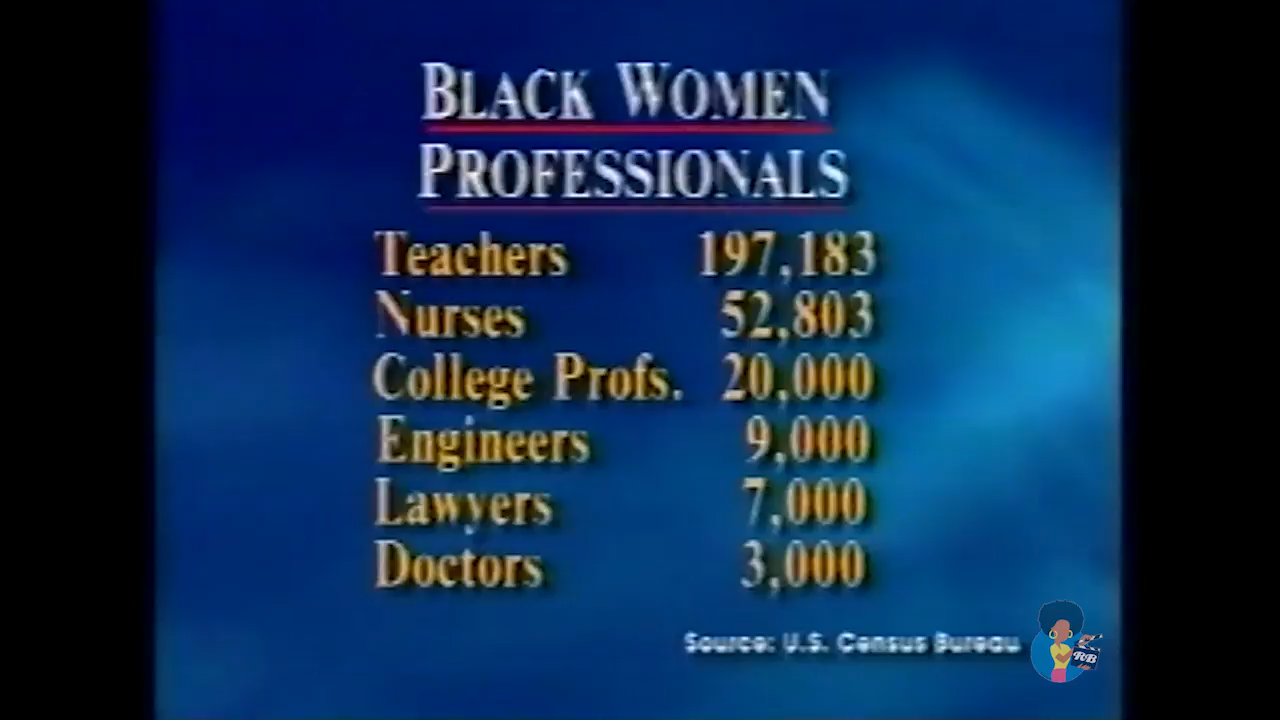 BLACK WOMEN
PROFESSIONALS
Teachers 197,183
Nurses 52,803
College Profs. 20,000
Engineers 9,000
Lawyers 7,000
Doctors 3,000
Source: U.S. Census Bureau
RB